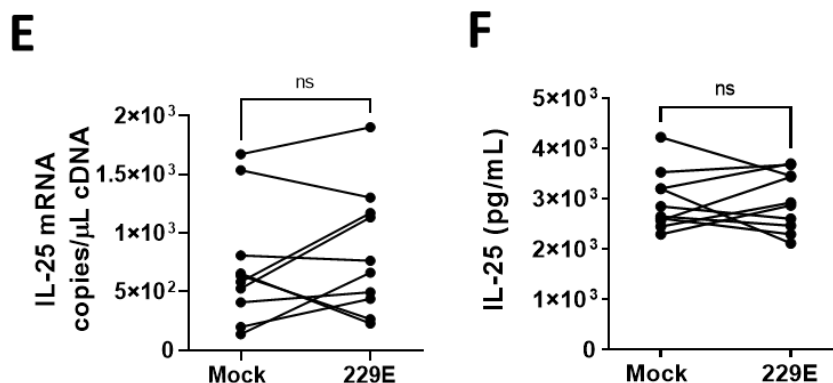 E
ns
IL-25 mRNA
copies/μL cDNA
2×10³
1.5×10³
1×10³
5×10²
0
Mock 229E
F
ns
IL-25 (pg/mL)
5×10³
4×10³
3×10³
2×10³
1×10³
0
Mock 229E